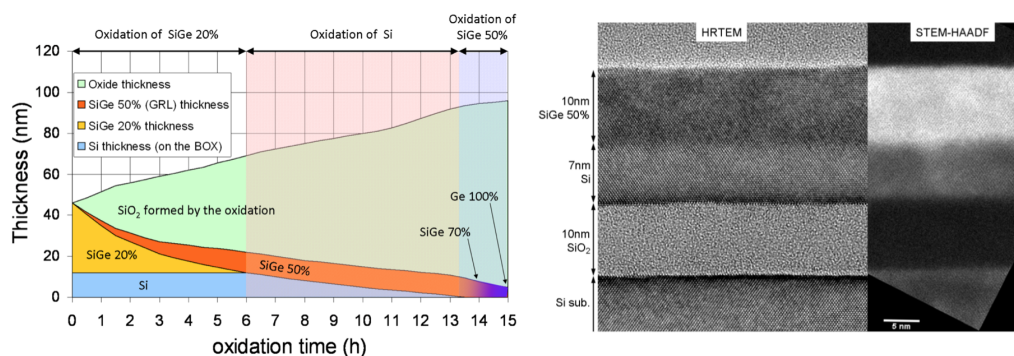 Oxidation of SiGe 20%
Oxidation of Si
Oxidation of
SiGe 50%
Thickness (nm)
120
100
80
60
40
20
0
Oxide thickness
SiGe 50% (GRL) thickness
SiGe 20% thickness
Si thickness (on the BOX)
SiO₂ formed by the oxidation
SiGe 20%
Si
SiGe 50%
SiGe 70%
Ge 100%
0 1 2 3 4 5 6 7 8 9 10 11 12 13 14 15
oxidation time (h)
HRTEM
STEM-HAADF
10nm
SiGe 50%
7nm
Si
10nm
SiO₂
Si sub.
5 nm